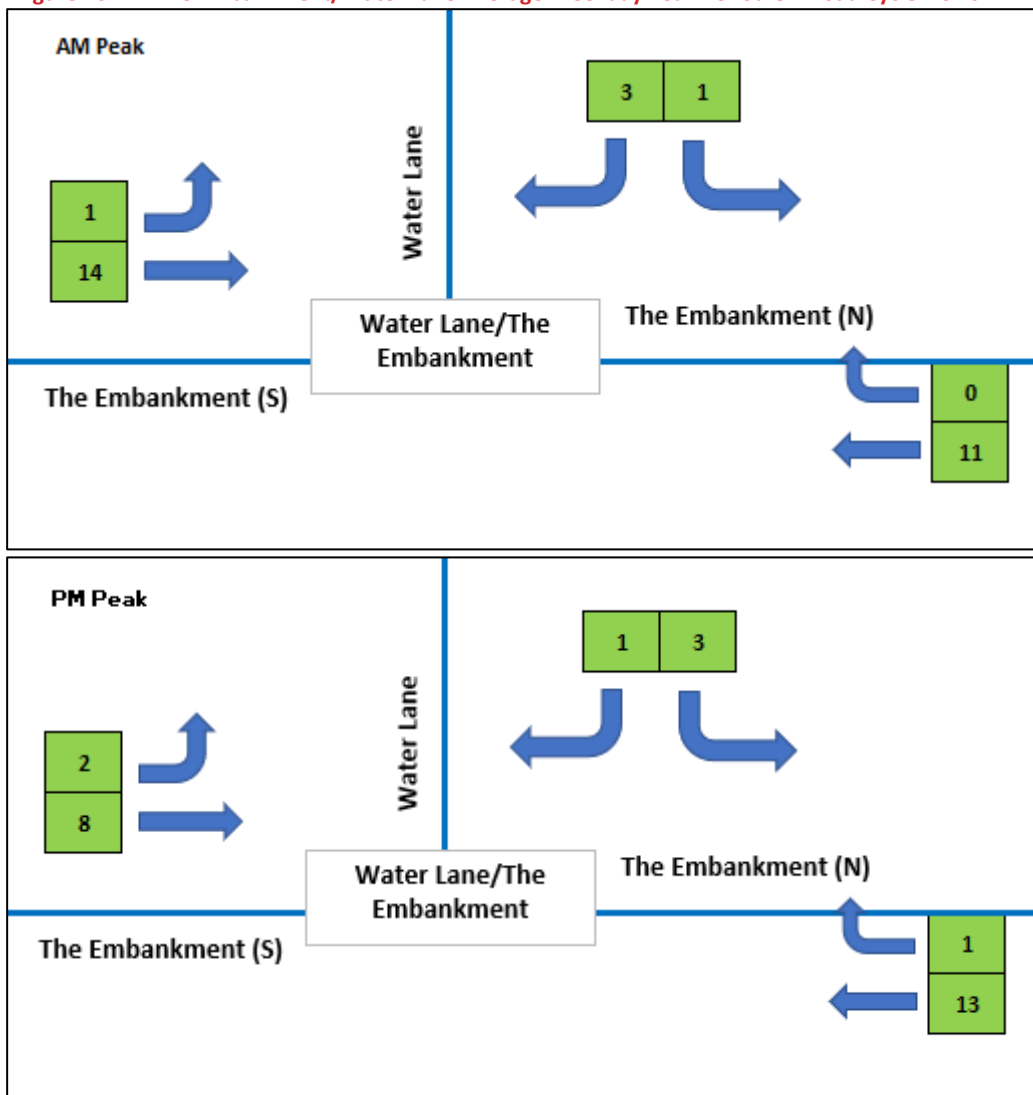 AM Peak
3 1
Water Lane
1
14
Water Lane/The
Embankment
The Embankment (N)
The Embankment (S)
0
11
PM Peak
1 3
Water Lane
2
8
Water Lane/The
Embankment
The Embankment (N)
The Embankment (S)
1
13